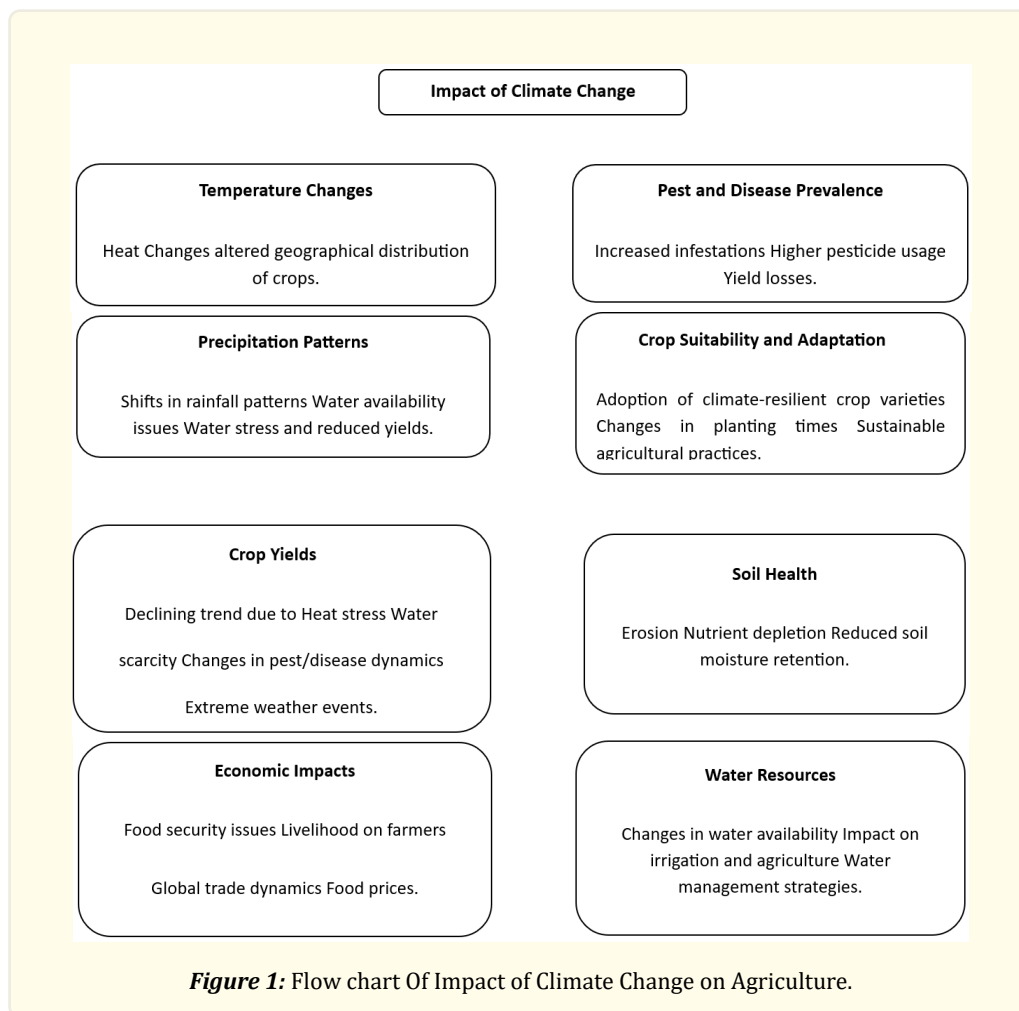 Impact of Climate Change
Temperature Changes
Heat Changes altered geographical distribution
of crops.
Pest and Disease Prevalence
Increased infestations Higher pesticide usage
Yield losses.
Precipitation Patterns
Shifts in rainfall patterns Water availability
issues Water stress and reduced yields.
Crop Suitability and Adaptation
Adoption of climate-resilient crop varieties
Changes in planting times Sustainable
agricultural practices.
Crop Yields
Declining trend due to Heat stress Water
scarcity Changes in pest/disease dynamics
Extreme weather events.
Soil Health
Erosion Nutrient depletion Reduced soil
moisture retention.
Economic Impacts
Food security issues Livelihood on farmers
Global trade dynamics Food prices.
Water Resources
Changes in water availability Impact on
irrigation and agriculture Water
management strategies.
Figure 1: Flow chart Of Impact of Climate Change on Agriculture.